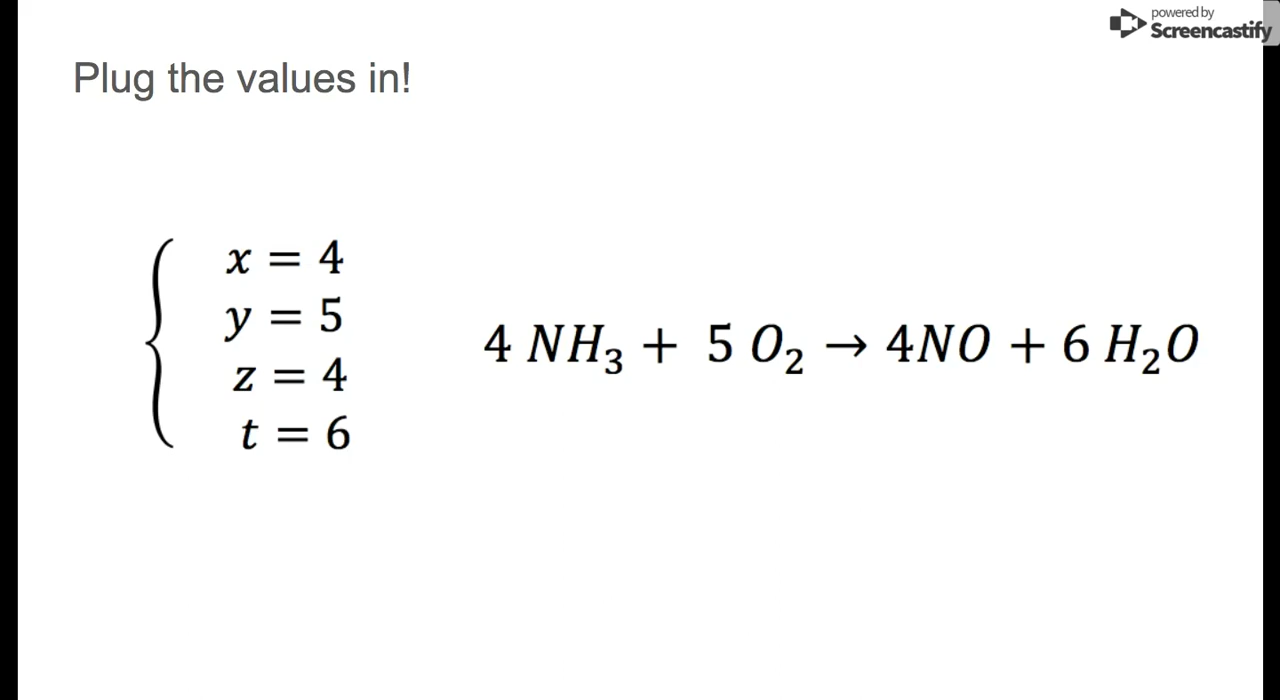 powered by
Screencastify
Plug the values in!
x = 4
y = 5
z = 4
t = 6
4 NH₃ + 5 O₂ → 4NO + 6 H₂O